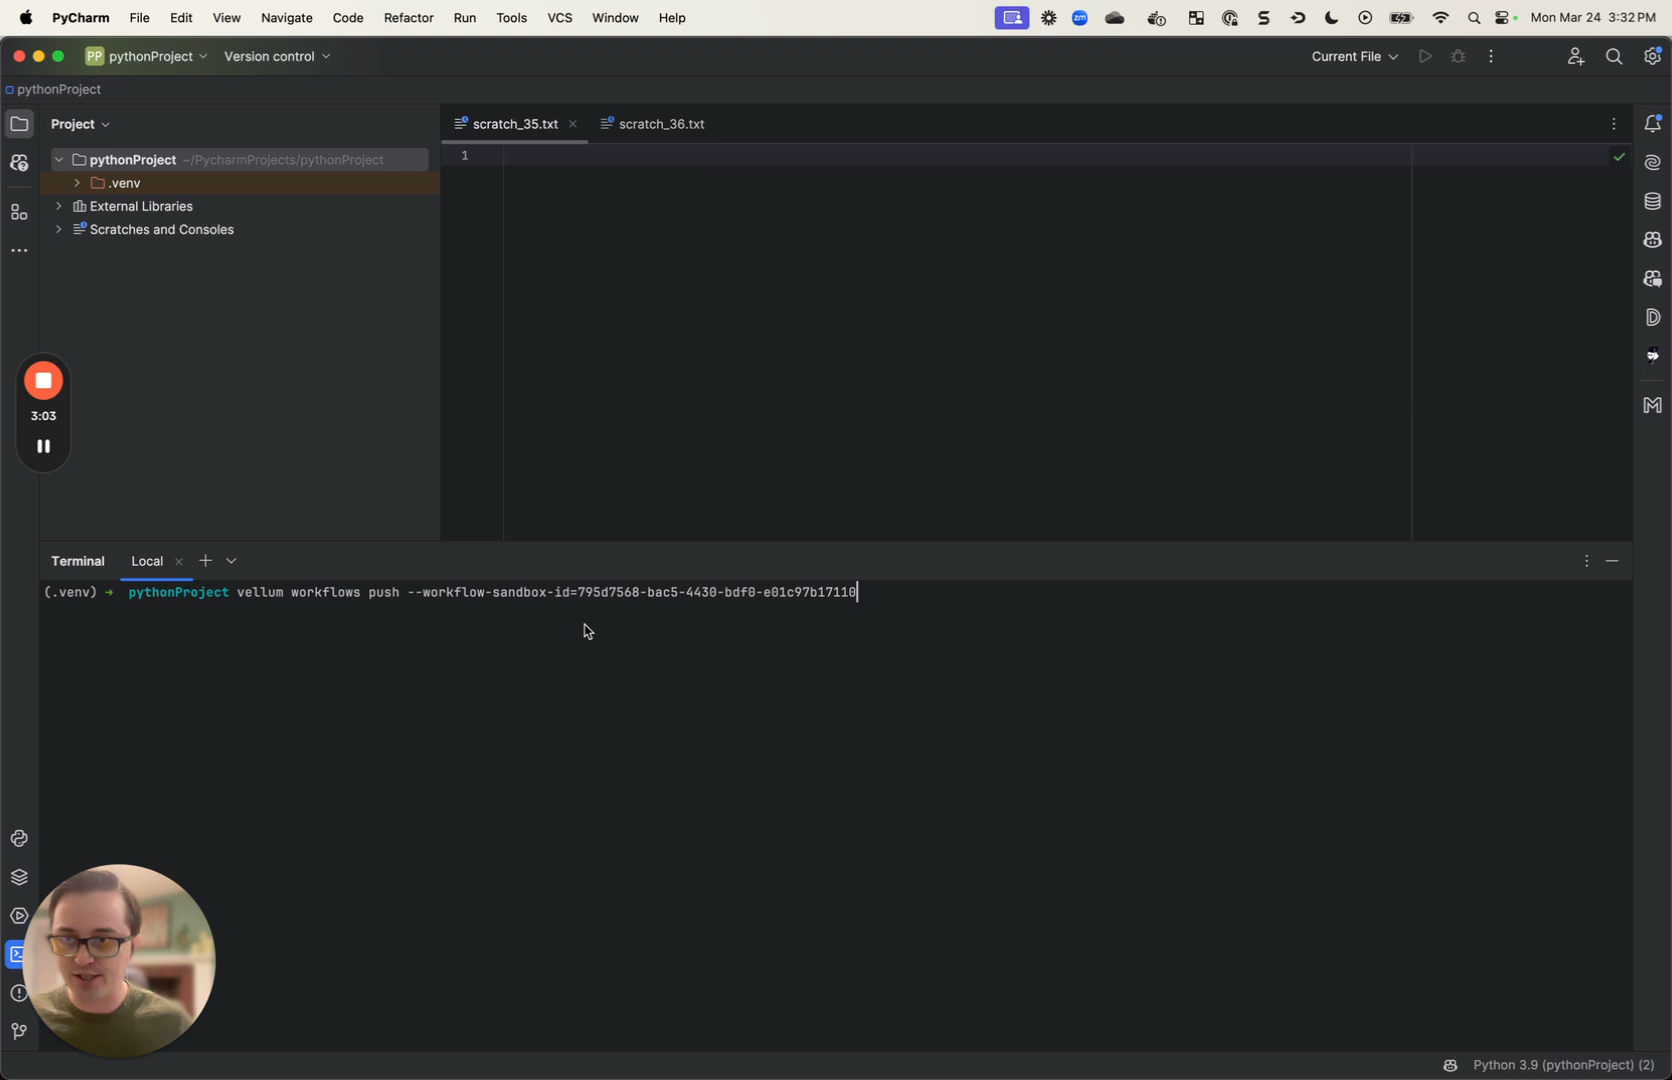 PyCharm File Edit View Navigate Code Refactor Run Tools VCS Window Help zm S Mon Mar 24 3:32 PM
PP pythonProject Version control Current File
pythonProject
Project scratch_35.txt scratch_36.txt
pythonProject ~/PycharmProjects/pythonProject 1
.venv
External Libraries
Scratches and Consoles
3:03
Terminal Local
(.venv) → pythonProject vellum workflows push --workflow-sandbox-id=795d7568-bac5-4430-bdf0-e01c97b17110
Python 3.9 (pythonProject) (2)